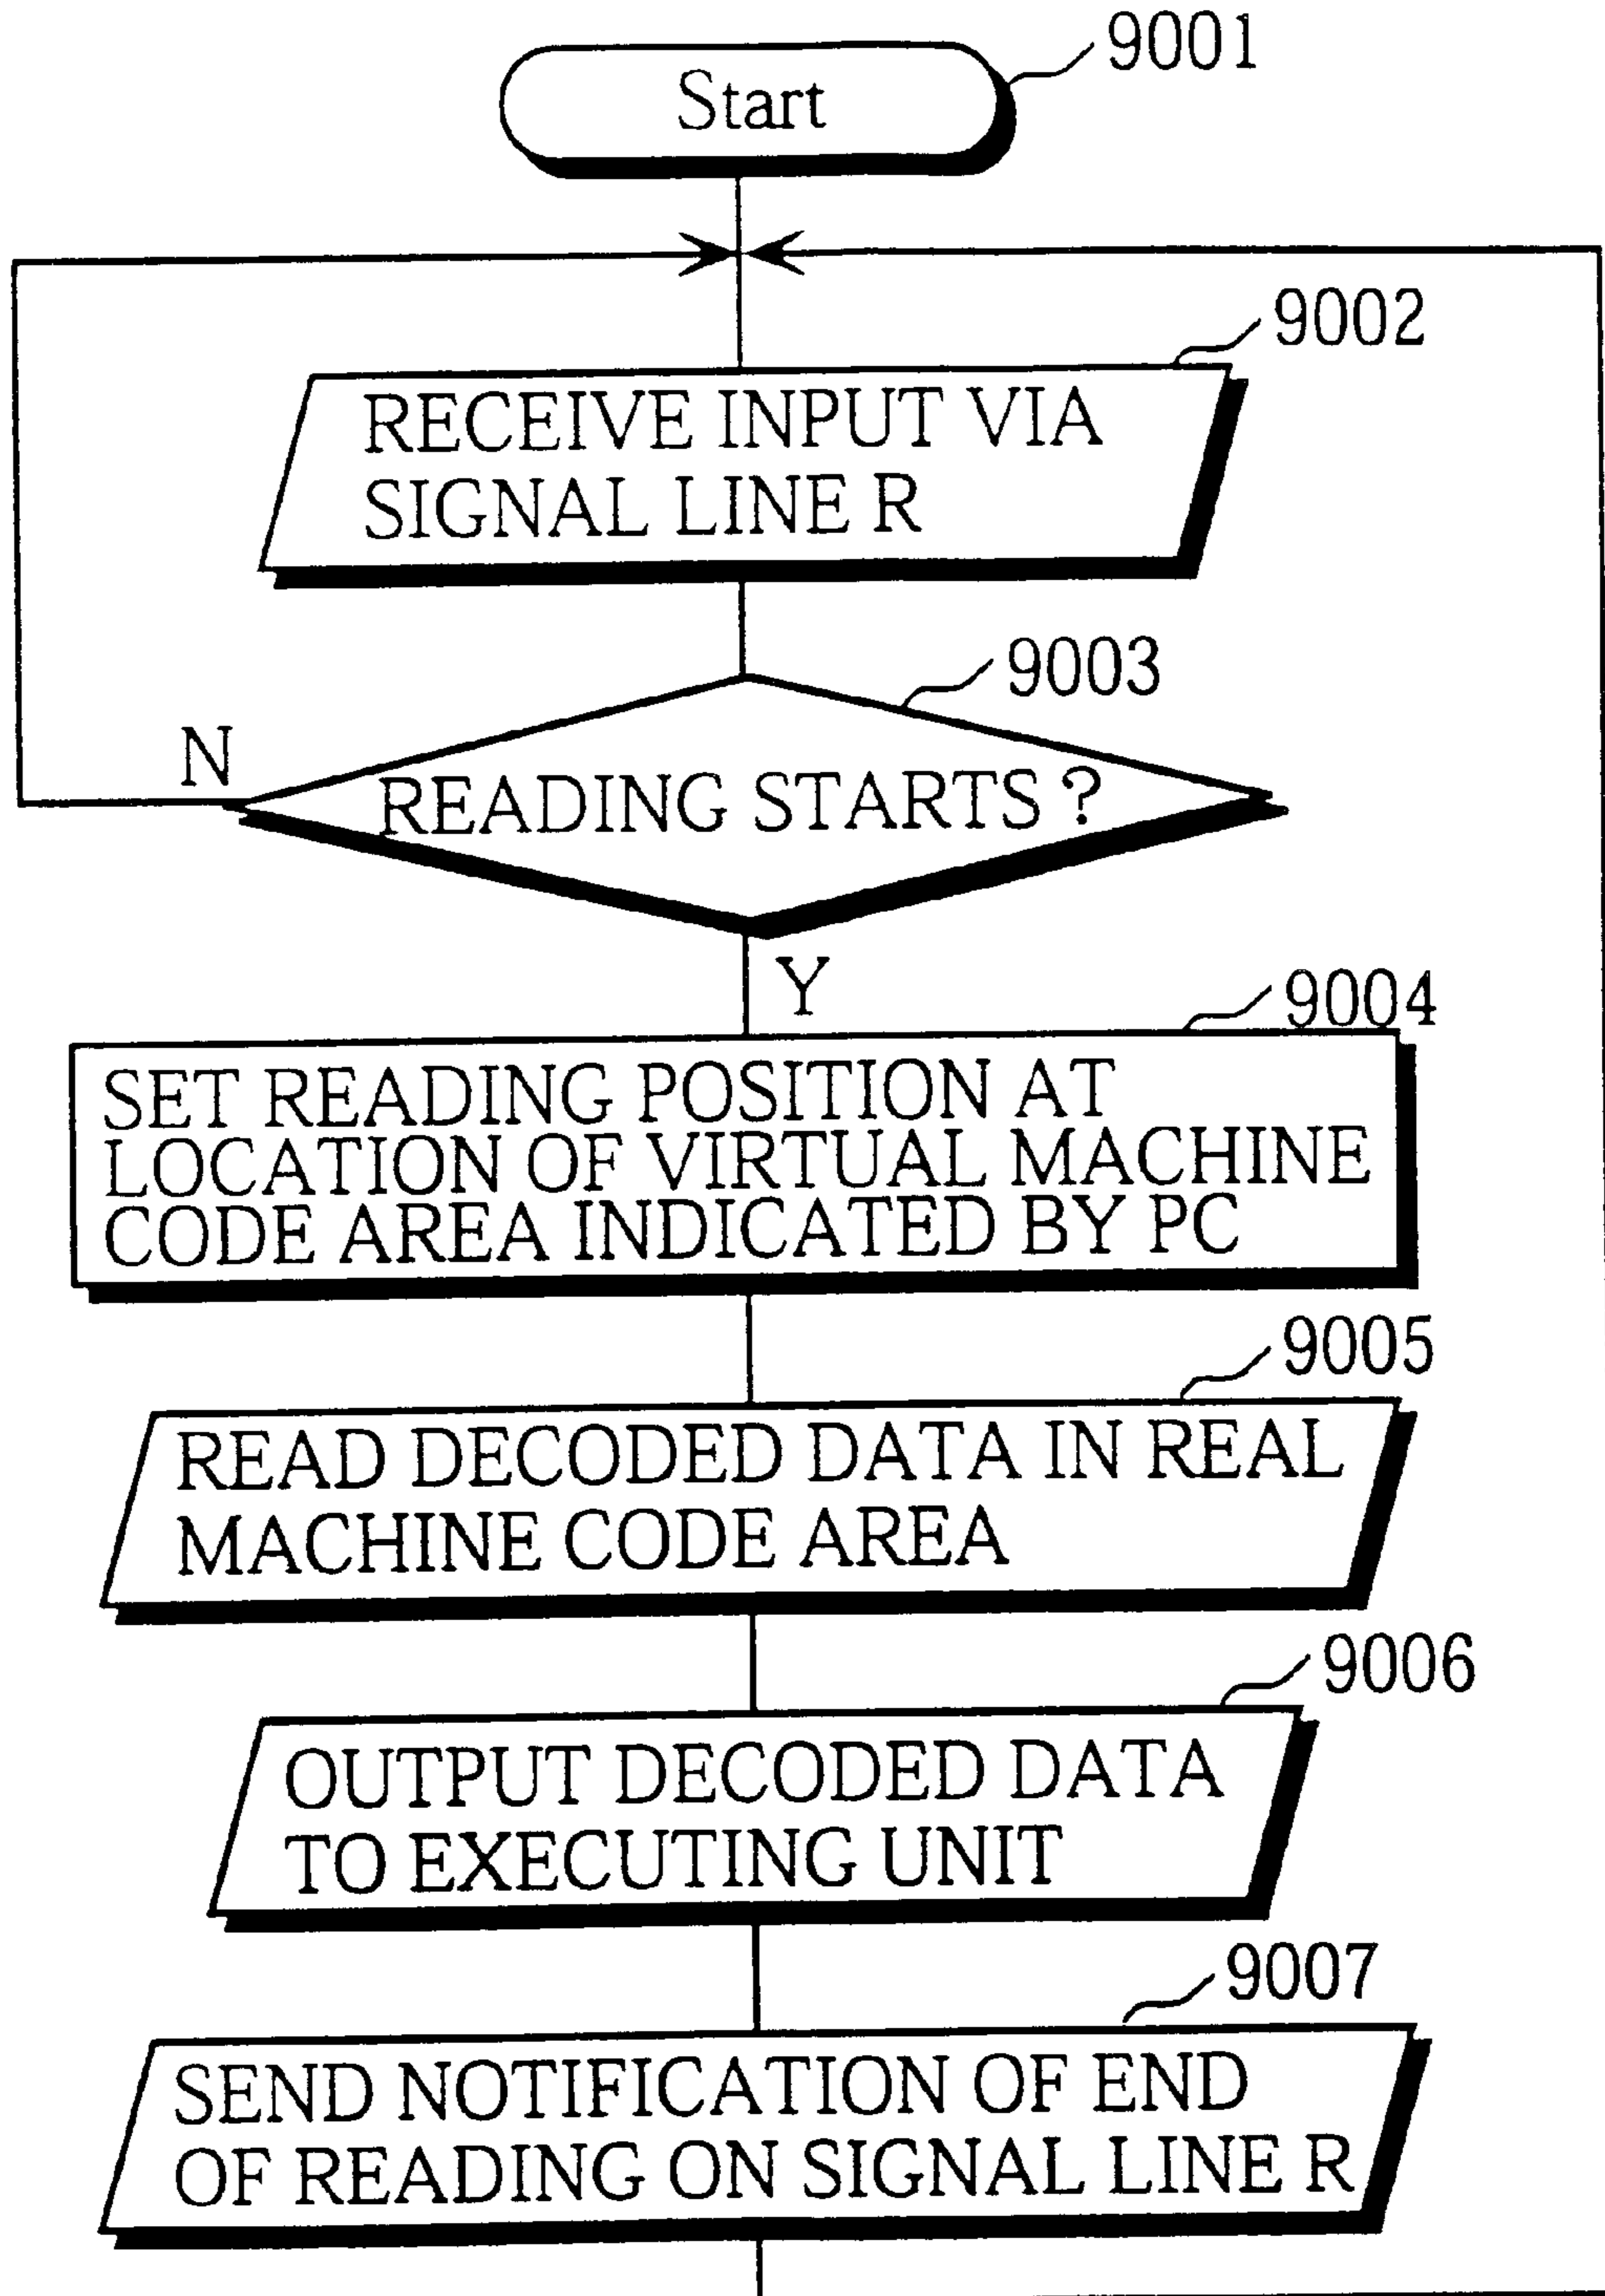 9001
Start
9002
RECEIVE INPUT VIA
SIGNAL LINE R
9003
N
READING STARTS ?
Y
9004
SET READING POSITION AT
LOCATION OF VIRTUAL MACHINE
CODE AREA INDICATED BY PC
9005
READ DECODED DATA IN REAL
MACHINE CODE AREA
9006
OUTPUT DECODED DATA
TO EXECUTING UNIT
9007
SEND NOTIFICATION OF END
OF READING ON SIGNAL LINE R